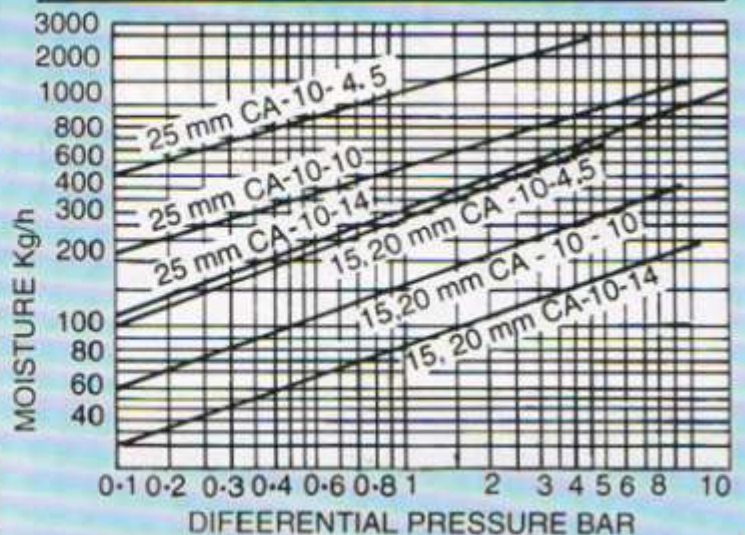 3000
2000
1000
800
600
400
300
200
100
80
60
40
MOISTURE Kg/h
25 mm CA-10-4.5
25 mm CA-10-10
25 mm CA-10-14
15,20 mm CA-10-4.5
15,20 mm CA-10-10
15, 20 mm CA-10-14
0·1 0·2 0·3 0·4 0·6 0·8 1 2 3 4 5 6 8 10
DIFEERENTIAL PRESSURE BAR